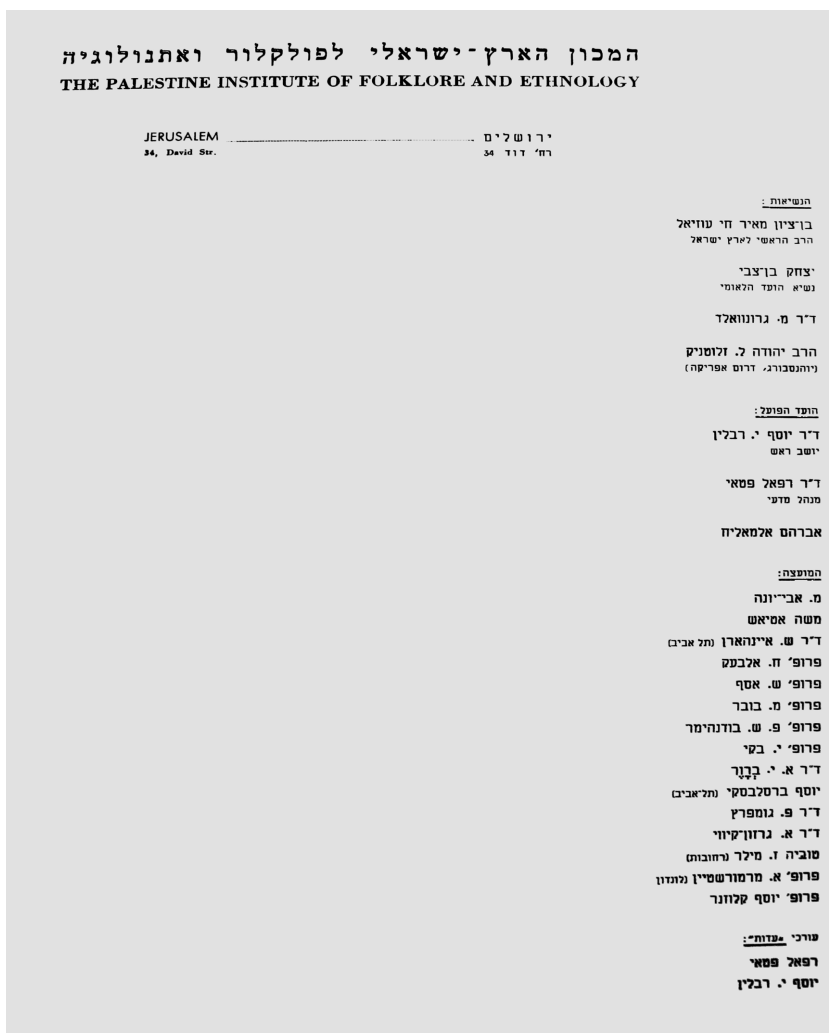 המכון הארץ-ישראלי לפולקלור ואתנולוגיה
THE PALESTINE INSTITUTE OF FOLKLORE AND ETHNOLOGY
JERUSALEM ירושלים
34, David Str. רח' דוד 34
הנשיאות:
בן־ציון מאיר חי עוזיאל
הרב הראשי לארץ ישראל
יצחק בן־צבי
נשיא הועד הלאומי
ד"ר מ. גרונוואלד
הרב יהודה ל. זלוטניק
(יוהנסבורג, דרום אפריקה)
הועד הפועל:
ד"ר יוסף י. רבלין
יושב ראש
ד"ר רפאל פטאי
מנהל מדעי
אברהם אלמאליח
המועצה:
מ. אבי־יונה
משה אטיאש
ד"ר ש. איינהארן (תל אביב)
פרופ' ח. אלבעק
פרופ' ש. אסף
פרופ' מ. בובר
פרופ' פ. ש. בודנהימר
פרופ' י. בקי
ד"ר א. י. בְּרָוֶר
יוסף ברסלבסקי (תל־אביב)
ד"ר פ. גומפרץ
ד"ר א. גרזון־קיווי
טוביה ז. מילר (רחובות)
פרופ' א. מרמורשטיין (לונדון)
פרופ' יוסף קלוזנר
עורכי "עדות":
רפאל פטאי
יוסף י. רבלין